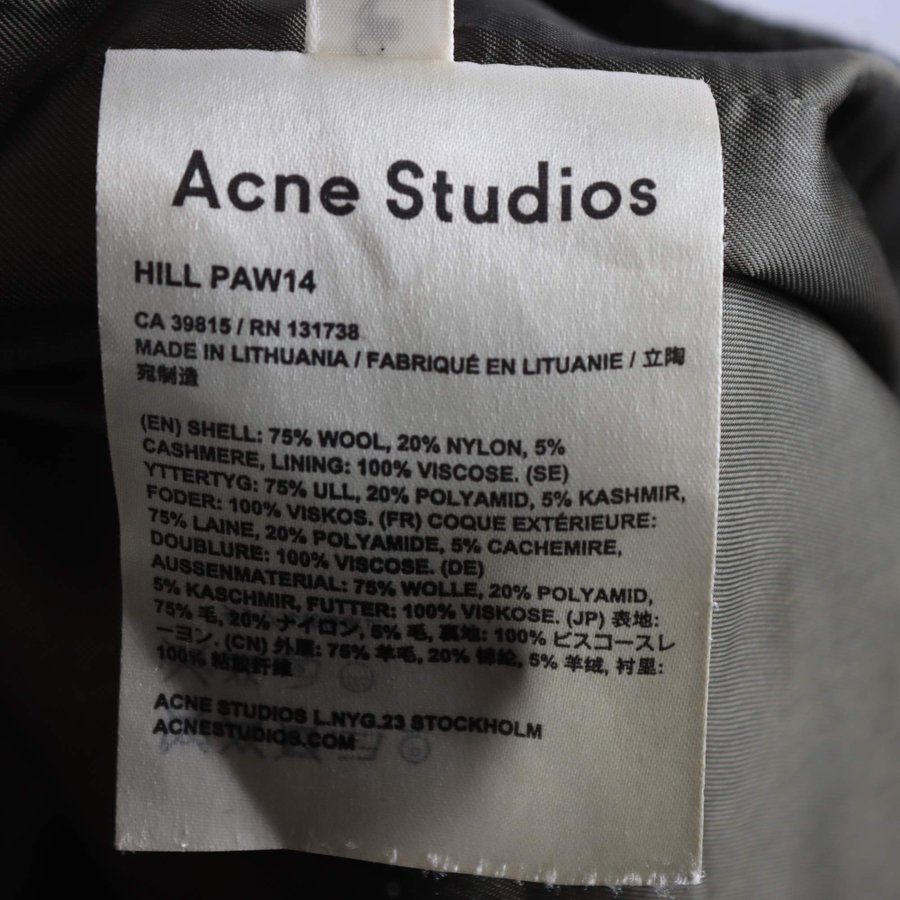 Acne Studios
HILL PAW14
CA 39815 / RN 131738
MADE IN LITHUANIA / FABRIQUÉ EN LITUANIE / 立陶
宛制造
(EN) SHELL: 75% WOOL, 20% NYLON, 5%
CASHMERE, LINING: 100% VISCOSE. (SE)
YTTERTYG: 75% ULL, 20% POLYAMID, 5% KASHMIR,
FODER: 100% VISKOS. (FR) COQUE EXTÉRIEURE:
75% LAINE, 20% POLYAMIDE, 5% CACHEMIRE,
DOUBLURE: 100% VISCOSE. (DE)
AUSSENMATERIAL: 75% WOLLE, 20% POLYAMID,
5% KASCHMIR, FUTTER: 100% VISKOSE. (JP) 表地:
75% 毛, 20% ナイロン, 5% 毛, 裏地: 100% ビスコースレ
ーヨン. (CN) 外层: 75% 羊毛, 20% 锦纶, 5% 羊绒, 衬里:
100% 粘胶纤维
ACNE STUDIOS L.NYG.23 STOCKHOLM
ACNESTUDIOS.COM